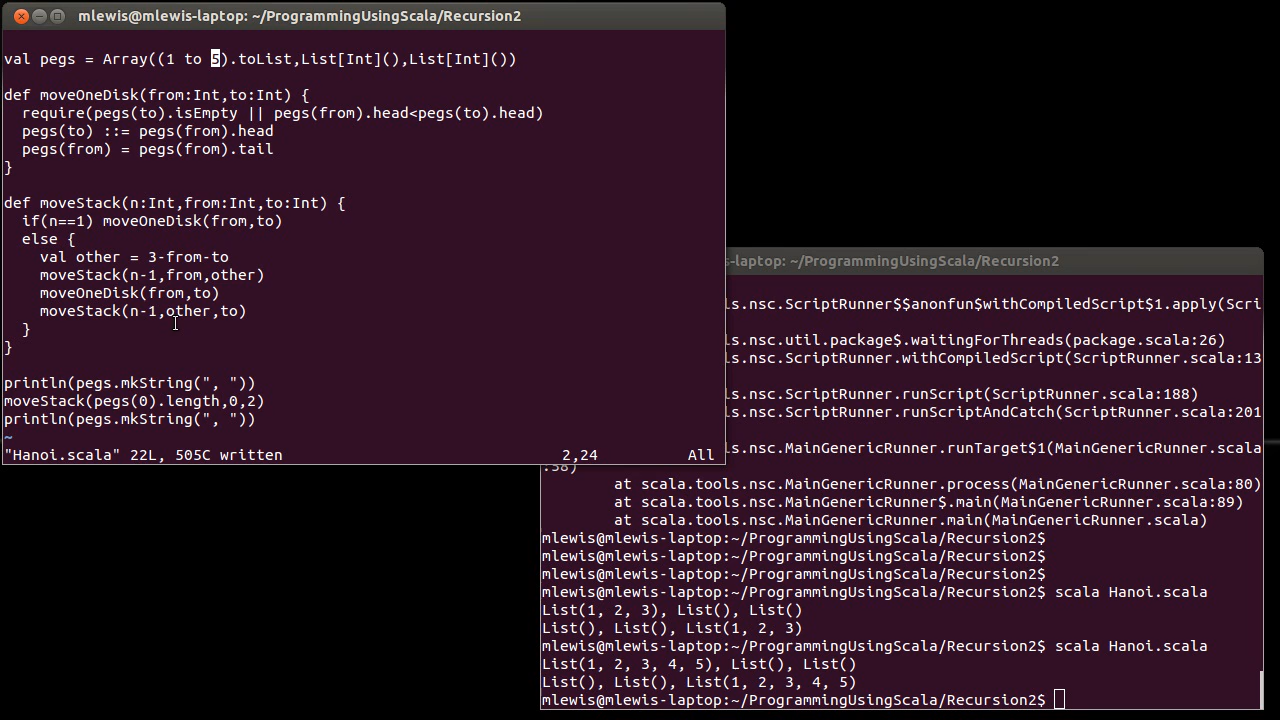 mlewis@mlewis-laptop: ~/ProgrammingUsingScala/Recursion2
val pegs = Array((1 to 5).toList,List[Int](),List[Int]())
def moveOneDisk(from:Int,to:Int) {
  require(pegs(to).isEmpty || pegs(from).head<pegs(to).head)
  pegs(to) ::= pegs(from).head
  pegs(from) = pegs(from).tail
}
def moveStack(n:Int,from:Int,to:Int) {
  if(n==1) moveOneDisk(from,to)
  else {
    val other = 3-from-to
    moveStack(n-1,from,other)
    moveOneDisk(from,to)
    moveStack(n-1,other,to)
  }
}
println(pegs.mkString(", "))
moveStack(pegs(0).length,0,2)
println(pegs.mkString(", "))
~
"Hanoi.scala" 22L, 505C written 2,24 All
s-laptop: ~/ProgrammingUsingScala/Recursion2
ls.nsc.ScriptRunner$$anonfun$withCompiledScript$1.apply(Scri
ls.nsc.util.package$.waitingForThreads(package.scala:26)
ls.nsc.ScriptRunner.withCompiledScript(ScriptRunner.scala:13
ls.nsc.ScriptRunner.runScript(ScriptRunner.scala:188)
ls.nsc.ScriptRunner.runScriptAndCatch(ScriptRunner.scala:201
ls.nsc.MainGenericRunner.runTarget$1(MainGenericRunner.scala
.58)
        at scala.tools.nsc.MainGenericRunner.process(MainGenericRunner.scala:80)
        at scala.tools.nsc.MainGenericRunner$.main(MainGenericRunner.scala:89)
        at scala.tools.nsc.MainGenericRunner.main(MainGenericRunner.scala)
mlewis@mlewis-laptop:~/ProgrammingUsingScala/Recursion2$
mlewis@mlewis-laptop:~/ProgrammingUsingScala/Recursion2$
mlewis@mlewis-laptop:~/ProgrammingUsingScala/Recursion2$
mlewis@mlewis-laptop:~/ProgrammingUsingScala/Recursion2$ scala Hanoi.scala
List(1, 2, 3), List(), List()
List(), List(), List(1, 2, 3)
mlewis@mlewis-laptop:~/ProgrammingUsingScala/Recursion2$ scala Hanoi.scala
List(1, 2, 3, 4, 5), List(), List()
List(), List(), List(1, 2, 3, 4, 5)
mlewis@mlewis-laptop:~/ProgrammingUsingScala/Recursion2$